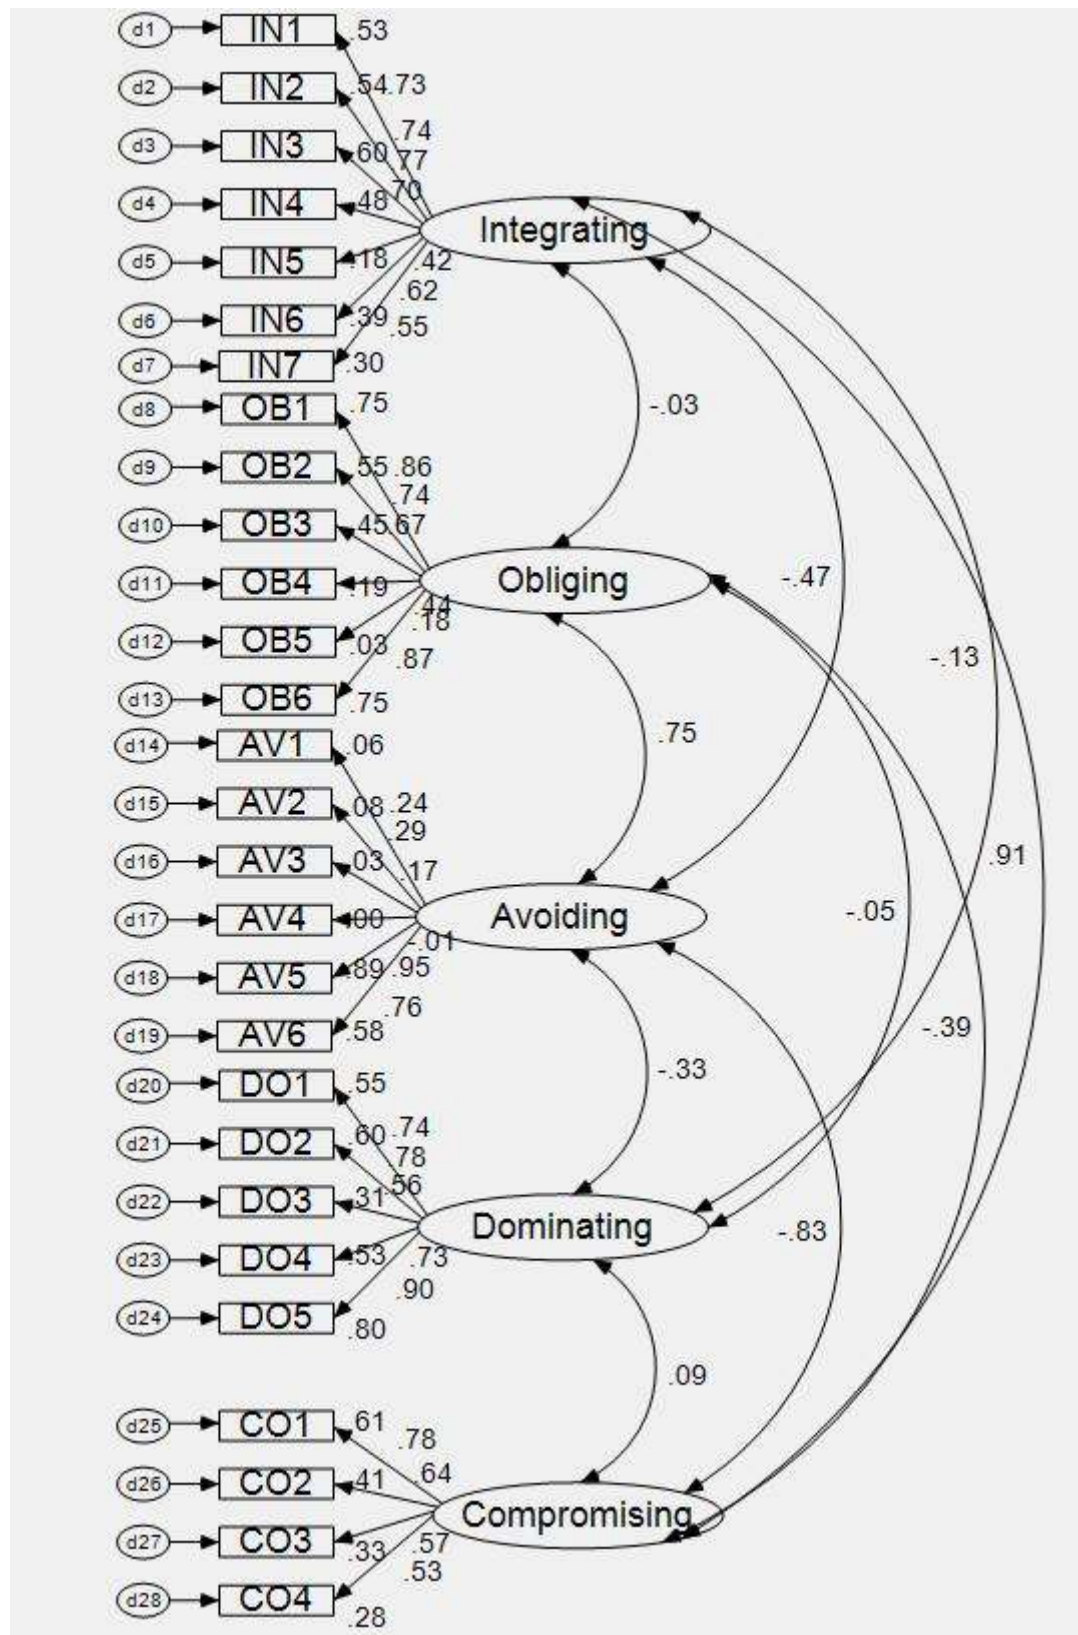 d1 IN1 .53
d2 IN2 .54 .73
.74
d3 IN3 .60 .77
.70
d4 IN4 .48
Integrating
d5 IN5 .18 .42
.62
d6 IN6 .39 .55
d7 IN7 .30
-.03
d8 OB1 .75
d9 OB2 .55 .86
.74
d10 OB3 .45 .67
Obliging
-.47
d11 OB4 .19
.44
.18
d12 OB5 .03
.87
-.13
d13 OB6 .75
.75
d14 AV1 .06
d15 AV2 .08 .24
.29
d16 AV3 .03 .17
.91
-.05
d17 AV4 .00
Avoiding
-.01
d18 AV5 .89 .95
.76
d19 AV6 .58
-.39
-.33
d20 DO1 .55
d21 DO2 .60 .74
.78
.56
d22 DO3 .31
Dominating
-.83
d23 DO4 .53 .73
.90
d24 DO5 .80
.09
d25 CO1 .61
.78
.64
d26 CO2 .41
Compromising
d27 CO3 .33 .57
.53
d28 CO4 .28